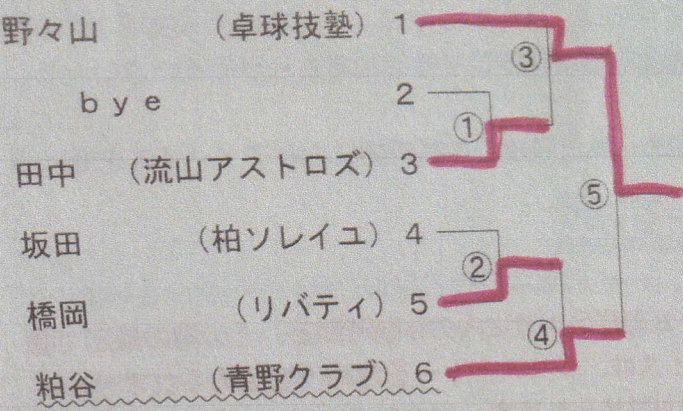 野々山 (卓球技塾) 1
③
bye 2
①
田中 (流山アストロズ) 3
⑤
坂田 (柏ソレイユ) 4
②
橋岡 (リバティ) 5
④
粕谷 (青野クラブ) 6